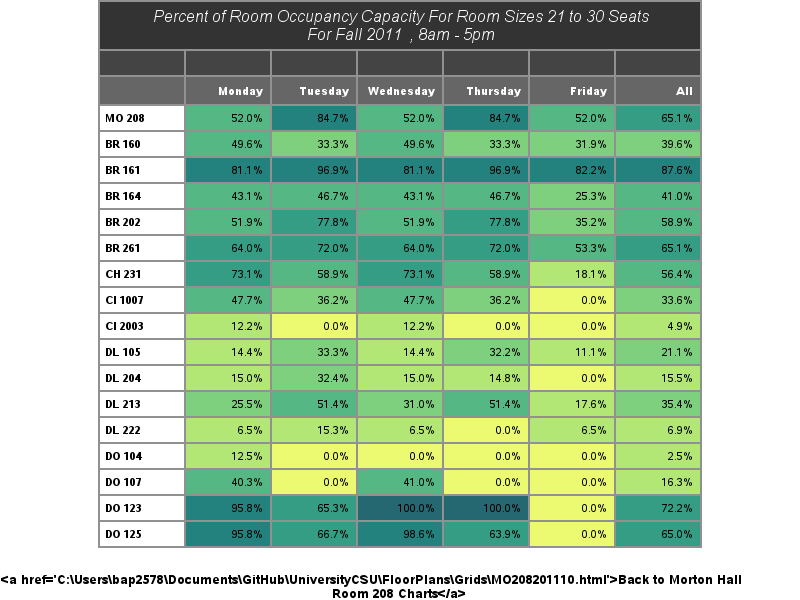 Percent of Room Occupancy Capacity For Room Sizes 21 to 30 Seats
For Fall 2011 , 8am - 5pm
Monday Tuesday Wednesday Thursday Friday All
MO 208 52.0% 84.7% 52.0% 84.7% 52.0% 65.1%
BR 160 49.6% 33.3% 49.6% 33.3% 31.9% 39.6%
BR 161 81.1% 96.9% 81.1% 96.9% 82.2% 87.6%
BR 164 43.1% 46.7% 43.1% 46.7% 25.3% 41.0%
BR 202 51.9% 77.8% 51.9% 77.8% 35.2% 58.9%
BR 261 64.0% 72.0% 64.0% 72.0% 53.3% 65.1%
CH 231 73.1% 58.9% 73.1% 58.9% 18.1% 56.4%
CI 1007 47.7% 36.2% 47.7% 36.2% 0.0% 33.6%
CI 2003 12.2% 0.0% 12.2% 0.0% 0.0% 4.9%
DL 105 14.4% 33.3% 14.4% 32.2% 11.1% 21.1%
DL 204 15.0% 32.4% 15.0% 14.8% 0.0% 15.5%
DL 213 25.5% 51.4% 31.0% 51.4% 17.6% 35.4%
DL 222 6.5% 15.3% 6.5% 0.0% 6.5% 6.9%
DO 104 12.5% 0.0% 0.0% 0.0% 0.0% 2.5%
DO 107 40.3% 0.0% 41.0% 0.0% 0.0% 16.3%
DO 123 95.8% 65.3% 100.0% 100.0% 0.0% 72.2%
DO 125 95.8% 66.7% 98.6% 63.9% 0.0% 65.0%
<a href='C:\Users\bap2578\Documents\GitHub\UniversityCSU\FloorPlans\Grids\MO208201110.html'>Back to Morton Hall
Room 208 Charts</a>